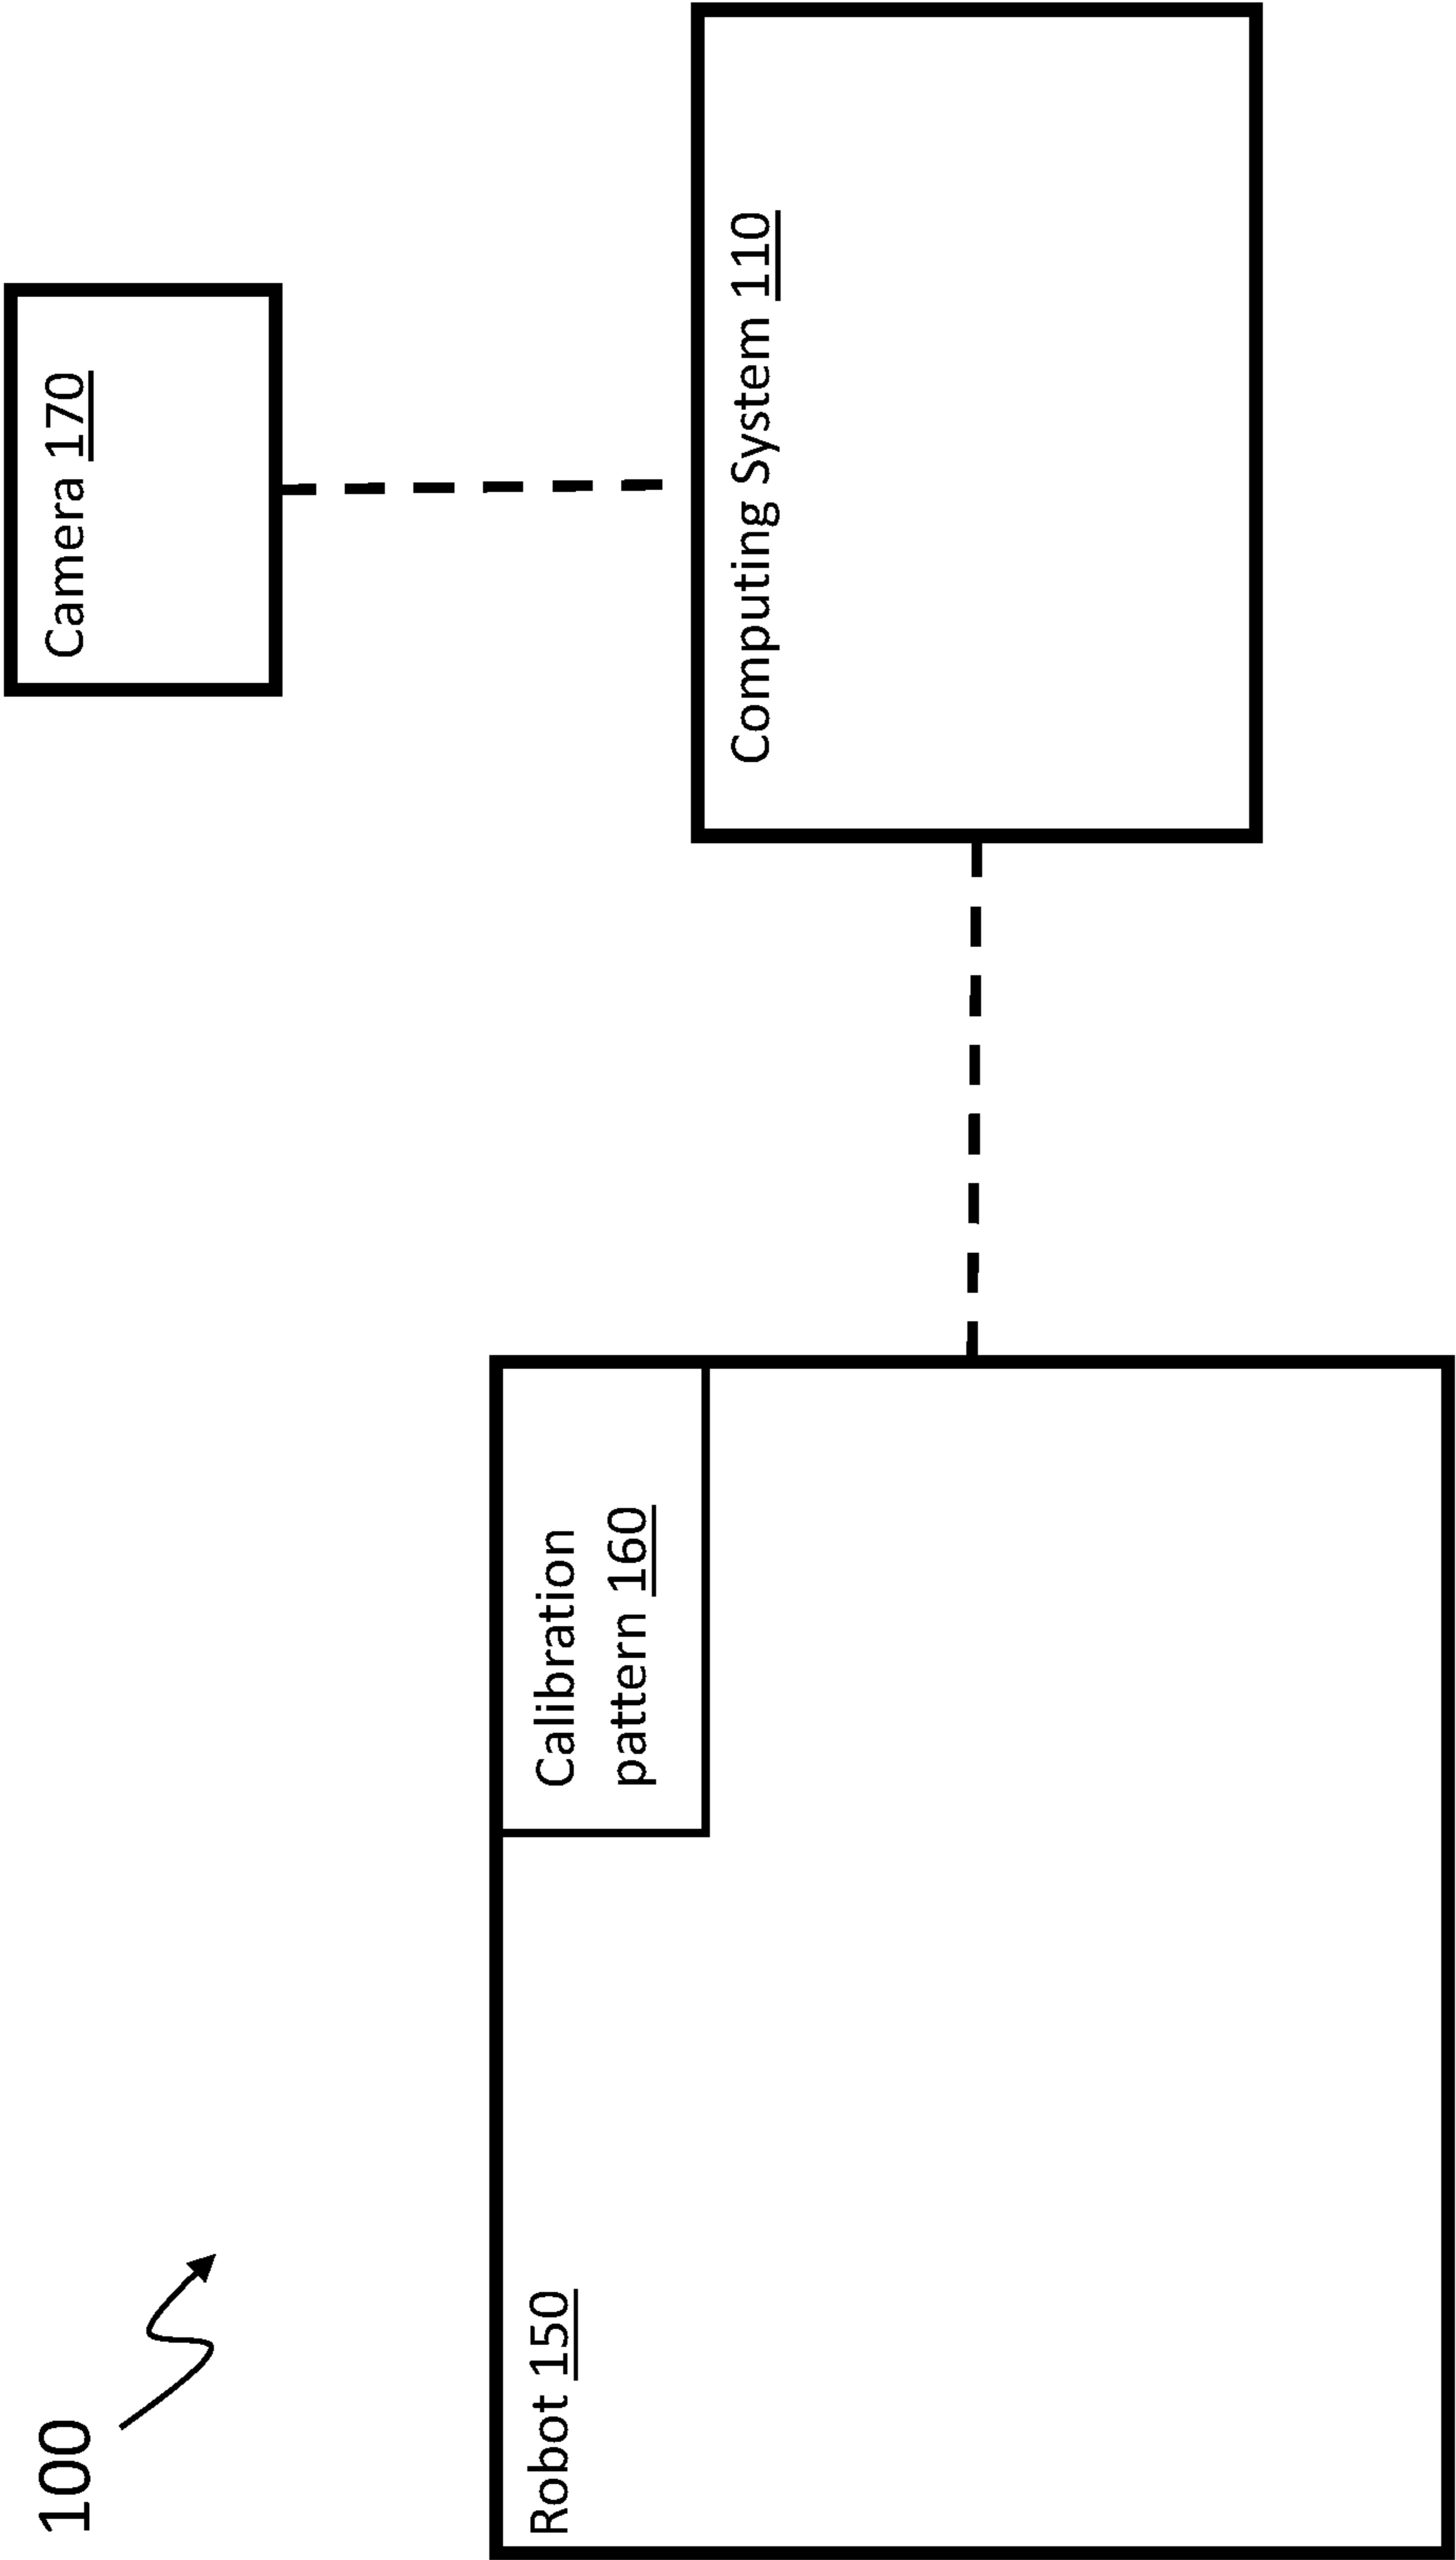 100
Camera 170
Robot 150
Calibration
pattern 160
Computing System 110